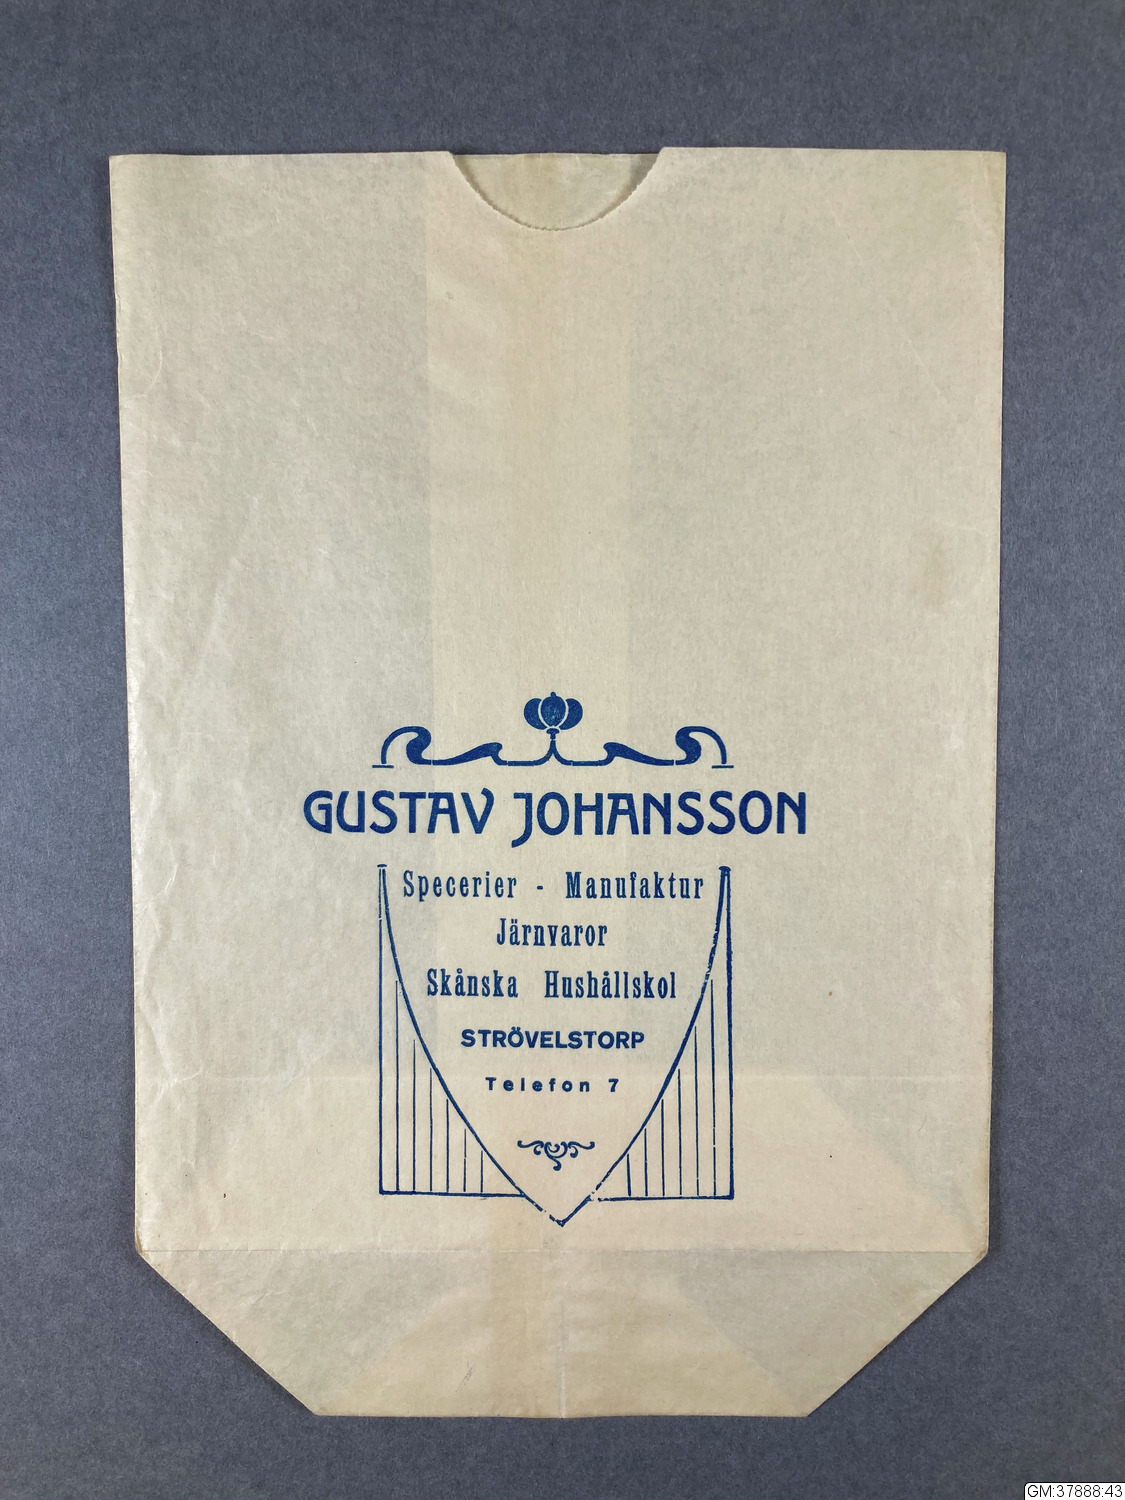 GUSTAV JOHANSSON
Specerier - Manufaktur
Järnvaror
Skånska Hushållskol
STRÖVELSTORP
Telefon 7
GM:37888:43